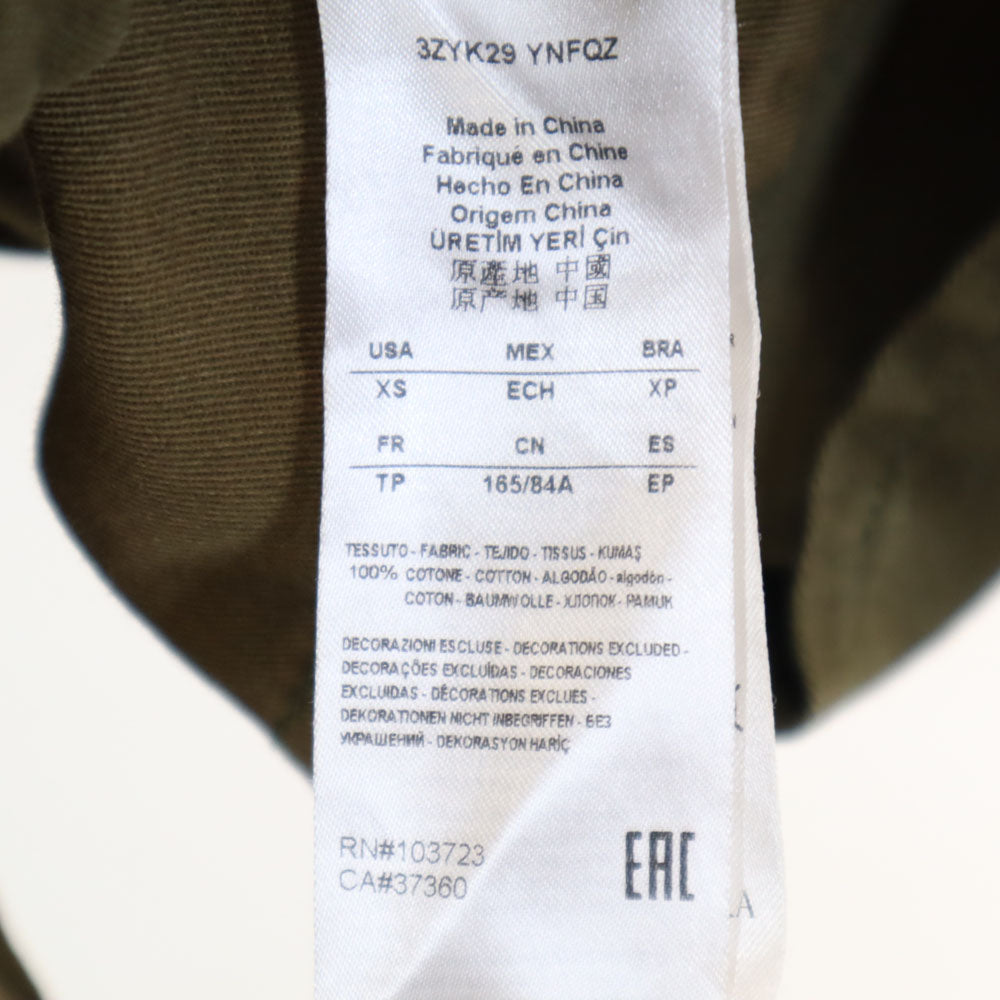 3ZYK29 YNFQZ
Made in China
Fabriqué en Chine
Hecho En China
Origem China
ÜRETİM YERİ Çin
原產地 中國
原产地 中国
USA MEX BRA
XS ECH XP
FR CN ES
TP 165/84A EP
TESSUTO - FABRIC - TEJIDO - TISSUS - KUMAŞ
100% COTONE - COTTON - ALGODÃO - algodón -
COTON - BAUMWOLLE - ХЛОПОК - PAMUK
DECORAZIONI ESCLUSE - DECORATIONS EXCLUDED -
DECORAÇÕES EXCLUÍDAS - DECORACIONES
EXCLUIDAS - DÉCORATIONS EXCLUES -
DEKORATIONEN NICHT INBEGRIFFEN - БЕЗ
УКРАШЕНИЙ - DEKORASYON HARİÇ
RN#103723
CA#37360
EAC